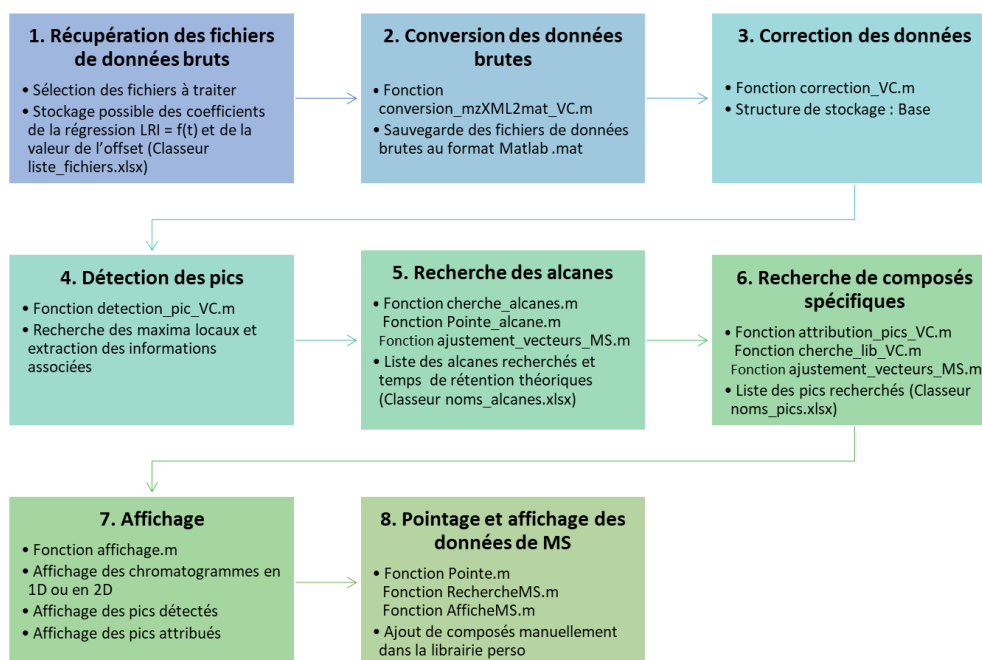 1. Récupération des fichiers
de données bruts
• Sélection des fichiers à traiter
• Stockage possible des coefficients
de la régression LRI = f(t) et de la
valeur de l'offset (Classeur
liste_fichiers.xlsx)
2. Conversion des données
brutes
• Fonction
conversion_mzXML2mat_VC.m
• Sauvegarde des fichiers de données
brutes au format Matlab .mat
3. Correction des données
• Fonction correction_VC.m
• Structure de stockage : Base
4. Détection des pics
• Fonction detection_pic_VC.m
• Recherche des maxima locaux et
extraction des informations
associées
5. Recherche des alcanes
• Fonction cherche_alcanes.m
Fonction Pointe_alcane.m
Fonction ajustement_vecteurs_MS.m
• Liste des alcanes recherchés et
temps de rétention théoriques
(Classeur noms_alcanes.xlsx)
6. Recherche de composés
spécifiques
• Fonction attribution_pics_VC.m
Fonction cherche_lib_VC.m
Fonction ajustement_vecteurs_MS.m
• Liste des pics recherchés (Classeur
noms_pics.xlsx)
7. Affichage
• Fonction affichage.m
• Affichage des chromatogrammes en
1D ou en 2D
• Affichage des pics détectés
• Affichage des pics attribués
8. Pointage et affichage des
données de MS
• Fonction Pointe.m
Fonction RechercheMS.m
Fonction AfficheMS.m
• Ajout de composés manuellement
dans la librairie perso